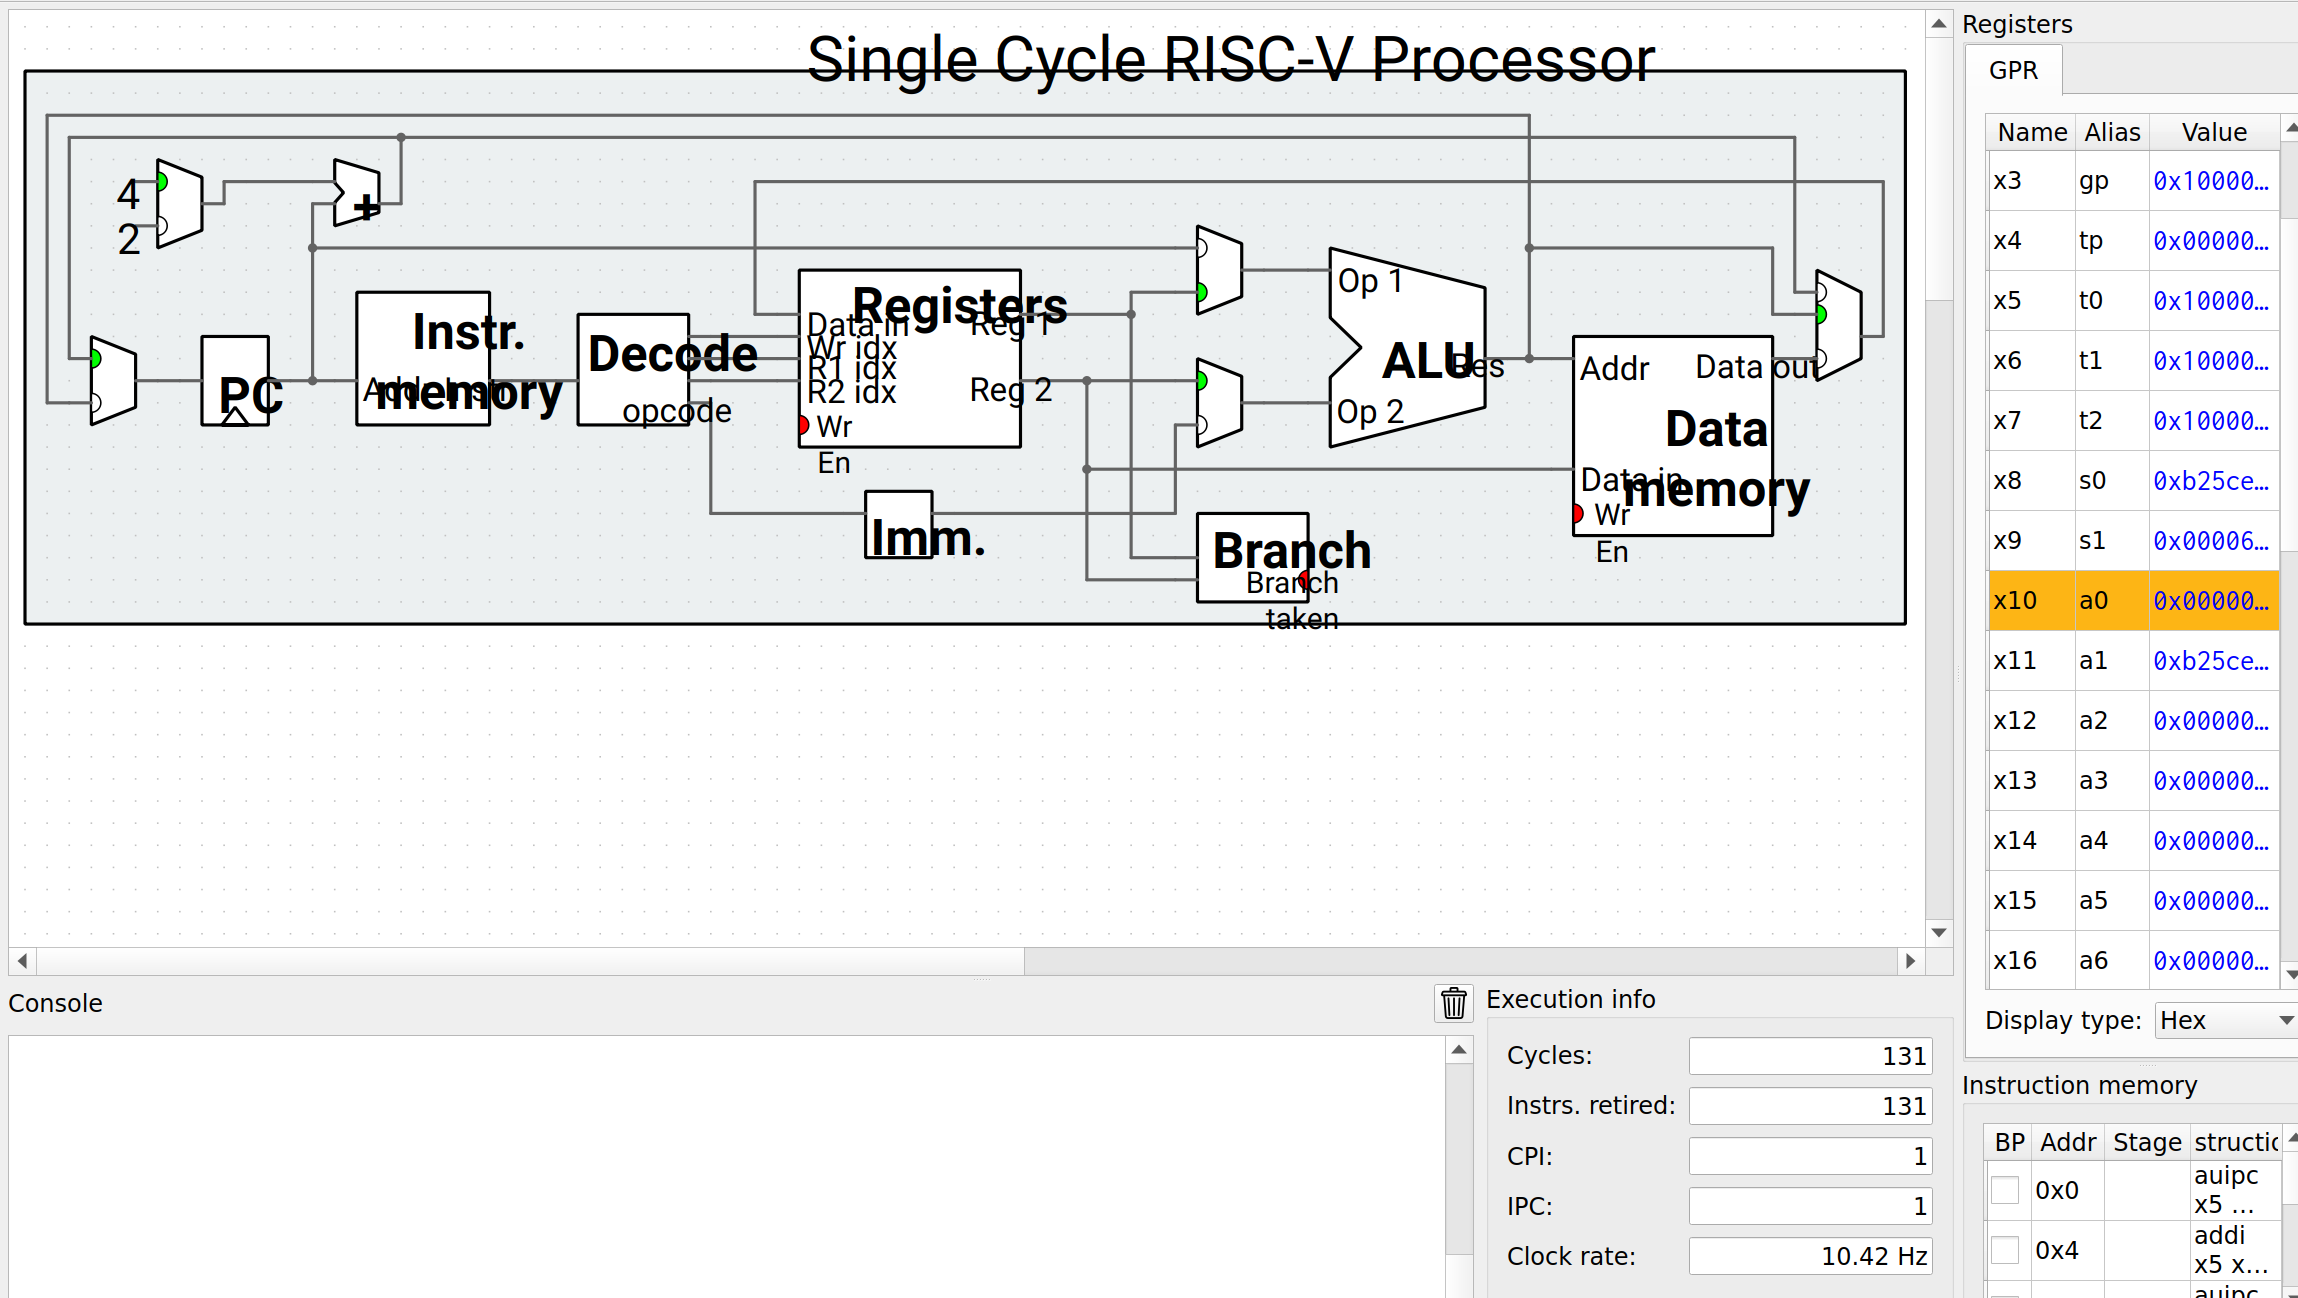 Single Cycle RISC-V Processor
4
2
+
PC
Instr.
memory
Decode
opcode
Registers
Data in
Wr idx
R1 idx
R2 idx
Wr
En
Reg 1
Reg 2
Imm.
Op 1
Op 2
ALU
Res
Branch
Branch
taken
Addr
Data out
Data
memory
Data in
Wr
En
Console
Execution info
Cycles: 131
Instrs. retired: 131
CPI: 1
IPC: 1
Clock rate: 10.42 Hz
Registers
GPR
Name Alias Value
x3 gp 0x10000...
x4 tp 0x00000...
x5 t0 0x10000...
x6 t1 0x10000...
x7 t2 0x10000...
x8 s0 0xb25ce...
x9 s1 0x00006...
x10 a0 0x00000...
x11 a1 0xb25ce...
x12 a2 0x00000...
x13 a3 0x00000...
x14 a4 0x00000...
x15 a5 0x00000...
x16 a6 0x00000...
Display type: Hex
Instruction memory
BP Addr Stage structic
0x0 auipc
x5 ...
0x4 addi
x5 x...
auipc